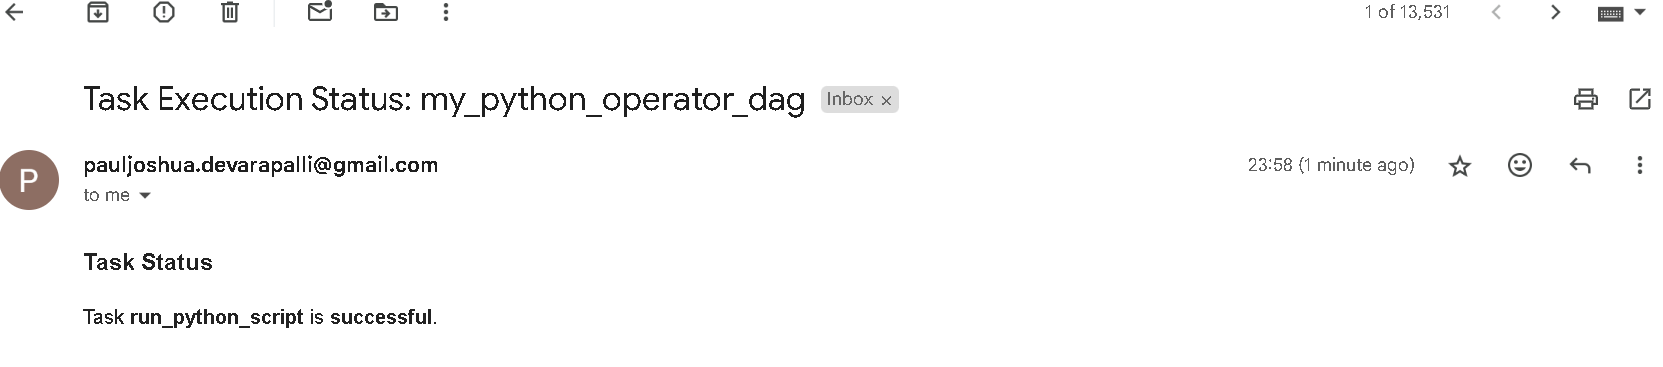 1 of 13,531
Task Execution Status: my_python_operator_dag Inbox ×
P
pauljoshua.devarapalli@gmail.com 23:58 (1 minute ago)
to me
Task Status
Task run_python_script is successful.